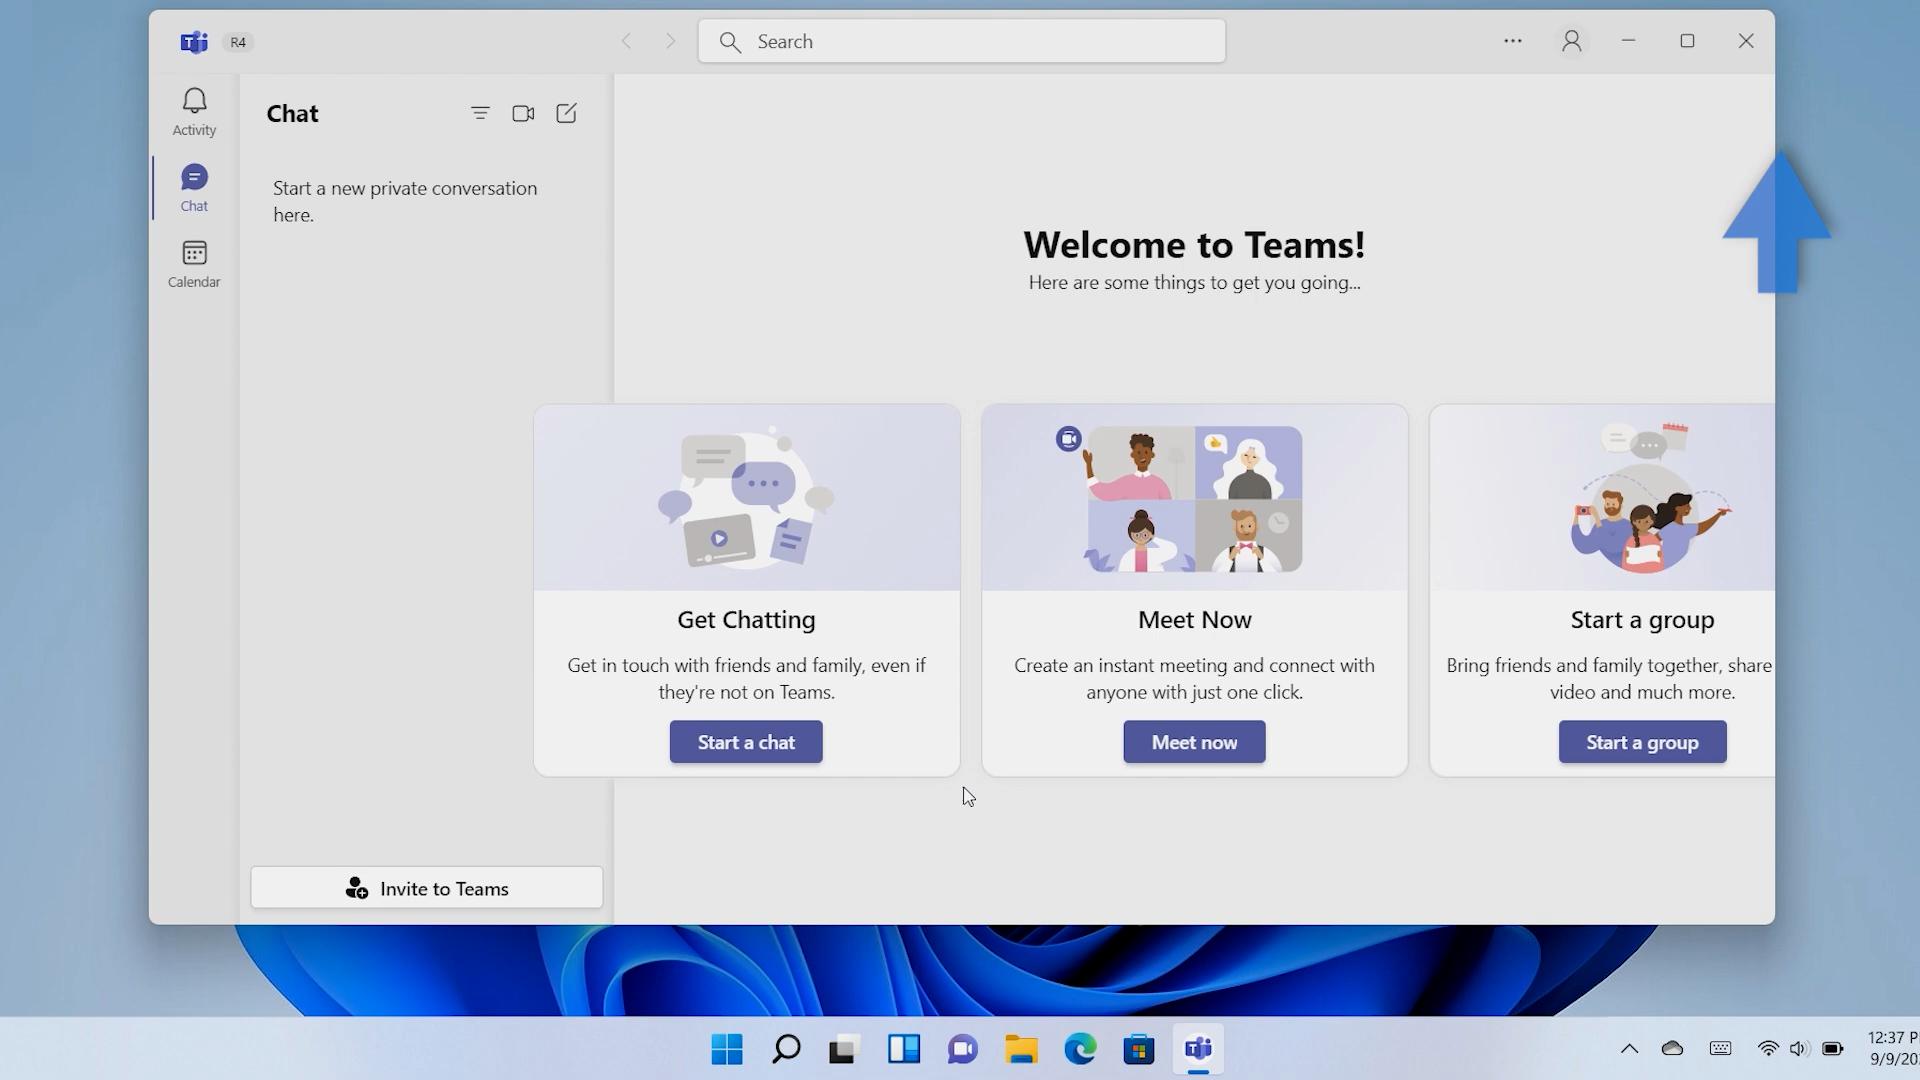 R4
Search
Activity
Chat
Calendar
Chat
Start a new private conversation
here.
Invite to Teams
Welcome to Teams!
Here are some things to get you going...
Get Chatting
Get in touch with friends and family, even if
they're not on Teams.
Start a chat
Meet Now
Create an instant meeting and connect with
anyone with just one click.
Meet now
Start a group
Bring friends and family together, share
video and much more.
Start a group
12:37 P
9/9/20